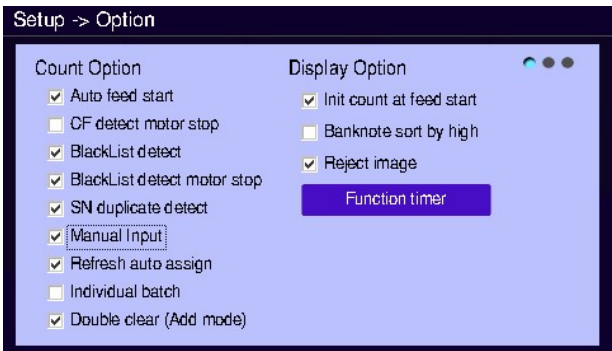 Setup -> Option
Count Option
Auto feed start
CF detect motor stop
BlackList detect
BlackList detect motor stop
SN duplicate detect
Manual Input
Refresh auto assign
Individual batch
Double clear (Add mode)
Display Option
Init count at feed start
Banknote sort by high
Reject image
Function timer